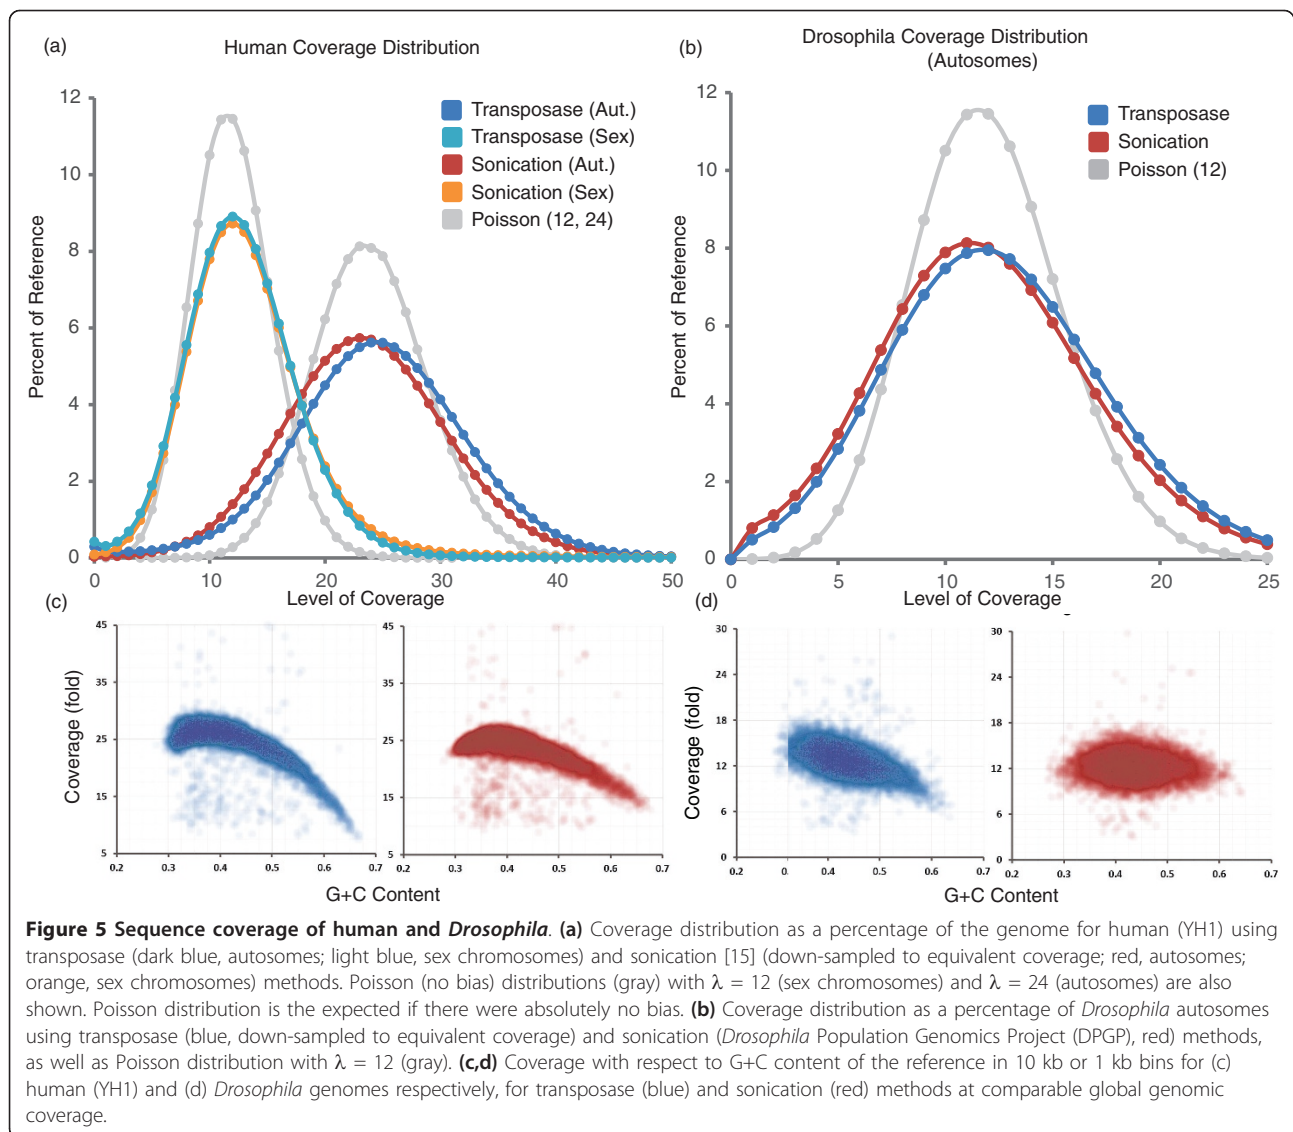 (a)
Human Coverage Distribution
12
10
8
6
4
2
0
Percent of Reference
Transposase (Aut.)
Transposase (Sex)
Sonication (Aut.)
Sonication (Sex)
Poisson (12, 24)
0 10 20 30 40 50
Level of Coverage
(b)
Drosophila Coverage Distribution
(Autosomes)
12
10
8
6
4
2
0
Percent of Reference
Transposase
Sonication
Poisson (12)
0 5 10 15 20 25
Level of Coverage
(c)
45
35
25
15
5
Coverage (fold)
0.2 0.3 0.4 0.5 0.6 0.7
45
35
25
15
5
0.2 0.3 0.4 0.5 0.6 0.7
G+C Content
(d)
30
24
18
12
6
0
Coverage (fold)
0.2 0. 0.4 0.5 0.6 0.7
30
24
18
12
6
0
0.2 0.3 0.4 0.5 0.6 0.7
G+C Content
Figure 5 Sequence coverage of human and Drosophila. (a) Coverage distribution as a percentage of the genome for human (YH1) using
transposase (dark blue, autosomes; light blue, sex chromosomes) and sonication [15] (down-sampled to equivalent coverage; red, autosomes;
orange, sex chromosomes) methods. Poisson (no bias) distributions (gray) with λ = 12 (sex chromosomes) and λ = 24 (autosomes) are also
shown. Poisson distribution is the expected if there were absolutely no bias. (b) Coverage distribution as a percentage of Drosophila autosomes
using transposase (blue, down-sampled to equivalent coverage) and sonication (Drosophila Population Genomics Project (DPGP), red) methods,
as well as Poisson distribution with λ = 12 (gray). (c,d) Coverage with respect to G+C content of the reference in 10 kb or 1 kb bins for (c)
human (YH1) and (d) Drosophila genomes respectively, for transposase (blue) and sonication (red) methods at comparable global genomic
coverage.